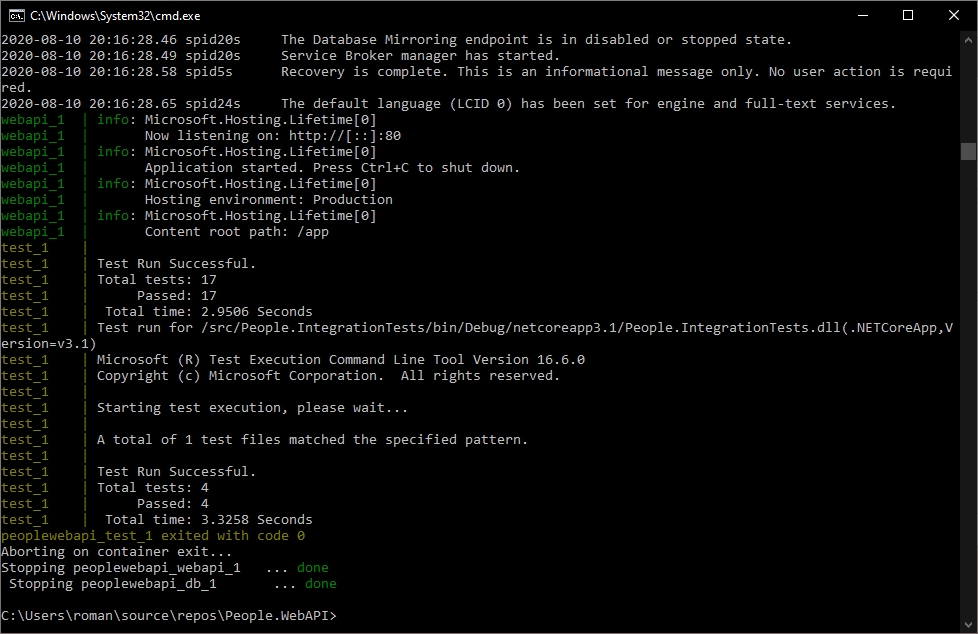 C:\Windows\System32\cmd.exe
2020-08-10 20:16:28.46 spid20s     The Database Mirroring endpoint is in disabled or stopped state.
2020-08-10 20:16:28.49 spid20s     Service Broker manager has started.
2020-08-10 20:16:28.58 spid5s      Recovery is complete. This is an informational message only. No user action is requi
red.
2020-08-10 20:16:28.65 spid24s     The default language (LCID 0) has been set for engine and full-text services.
webapi_1  | info: Microsoft.Hosting.Lifetime[0]
webapi_1  |       Now listening on: http://[::]:80
webapi_1  | info: Microsoft.Hosting.Lifetime[0]
webapi_1  |       Application started. Press Ctrl+C to shut down.
webapi_1  | info: Microsoft.Hosting.Lifetime[0]
webapi_1  |       Hosting environment: Production
webapi_1  | info: Microsoft.Hosting.Lifetime[0]
webapi_1  |       Content root path: /app
test_1    |
test_1    | Test Run Successful.
test_1    | Total tests: 17
test_1    |      Passed: 17
test_1    |  Total time: 2.9506 Seconds
test_1    | Test run for /src/People.IntegrationTests/bin/Debug/netcoreapp3.1/People.IntegrationTests.dll(.NETCoreApp,V
ersion=v3.1)
test_1    | Microsoft (R) Test Execution Command Line Tool Version 16.6.0
test_1    | Copyright (c) Microsoft Corporation.  All rights reserved.
test_1    |
test_1    | Starting test execution, please wait...
test_1    |
test_1    | A total of 1 test files matched the specified pattern.
test_1    |
test_1    | Test Run Successful.
test_1    | Total tests: 4
test_1    |      Passed: 4
test_1    |  Total time: 3.3258 Seconds
peoplewebapi_test_1 exited with code 0
Aborting on container exit...
Stopping peoplewebapi_webapi_1   ... done
 Stopping peoplewebapi_db_1       ... done
C:\Users\roman\source\repos\People.WebAPI>